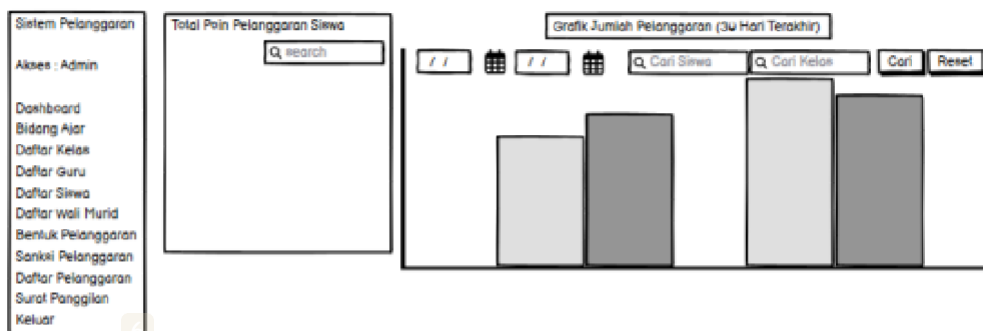 Sistem Pelanggaran
Akses : Admin
Dashboard
Bidang Ajar
Daftar Kelas
Daftar Guru
Daftar Siswa
Daftar Wali Murid
Bentuk Pelanggaran
Sanksi Pelanggaran
Daftar Pelanggaran
Surat Panggilan
Keluar
Total Poin Pelanggaran Siswa
search
Grafik Jumlah Pelanggaran (30 Hari Terakhir)
/ /
/ /
Cari Siswa
Cari Kelas
Cari
Reset